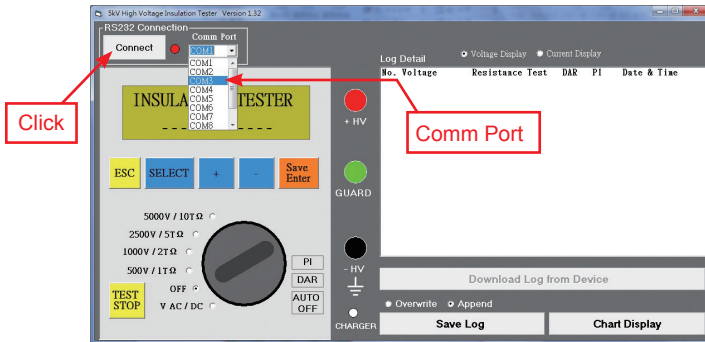 5kV High Voltage Insulation Tester Version 1.32
RS232 Connection
Comm Port
Connect
COM1
COM1
COM2
COM3
COM4
COM5
COM6
COM7
COM8
Click
Comm Port
INSULA TESTER
--- ----
ESC
SELECT
+
-
Save
Enter
5000V / 10TΩ
2500V / 5TΩ
1000V / 2TΩ
500V / 1TΩ
OFF
V AC / DC
TEST
STOP
PI
DAR
AUTO
OFF
+ HV
GUARD
- HV
CHARGER
Log Detail
Voltage Display
Current Display
No. Voltage Resistance Test DAR PI Date & Time
Download Log from Device
Overwrite
Append
Save Log
Chart Display